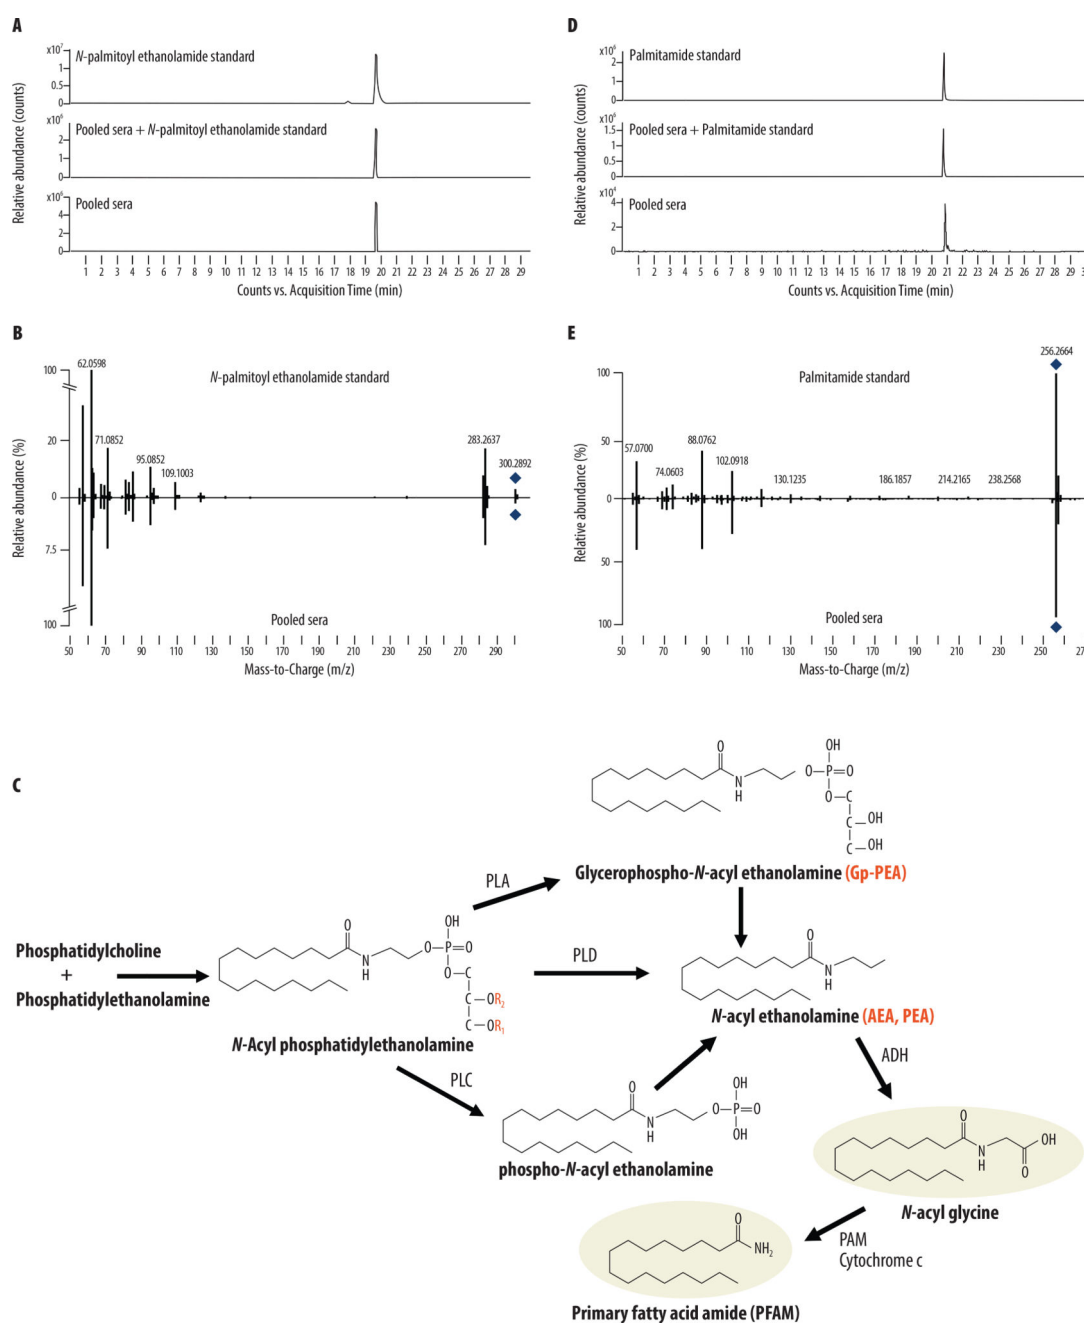 A
x10⁷
N-palmitoyl ethanolamide standard
1
0.5
0
x10⁶
Pooled sera + N-palmitoyl ethanolamide standard
2
1
0
x10⁶
Pooled sera
4
2
0
Relative abundance (counts)
1 2 3 4 5 6 7 8 9 10 11 12 13 14 15 16 17 18 19 20 21 22 23 24 25 26 27 28 29
Counts vs. Acquisition Time (min)
D
x10⁶
Palmitamide standard
2
1
0
x10⁶
Pooled sera + Palmitamide standard
1.5
1
0.5
0
x10⁴
Pooled sera
4
2
0
Relative abundance (counts)
1 2 3 4 5 6 7 8 9 10 11 12 13 14 15 16 17 18 19 20 21 22 23 24 25 26 27 28 29 3
Counts vs. Acquisition Time (min)
B
62.0598
100
N-palmitoyl ethanolamide standard
20
71.0852
95.0852
109.1003
283.2637
300.2892
0
7.5
100
Pooled sera
Relative abundance (%)
50 70 90 110 130 150 170 190 210 230 250 270 290
Mass-to-Charge (m/z)
E
256.2664
100
Palmitamide standard
50
57.0700
88.0762
74.0603
102.0918
130.1235
186.1857
214.2165
238.2568
0
50
100
Pooled sera
Relative abundance (%)
50 70 90 110 130 150 170 190 210 230 250 27
Mass-to-Charge (m/z)
C
O
N
H
O
OH
P
O
O
C
C
OH
C
OH
Glycerophospho-N-acyl ethanolamine (Gp-PEA)
PLA
Phosphatidylcholine
+
Phosphatidylethanolamine
O
N
H
O
OH
P
O
O
C
C
OR₂
C
OR₁
N-Acyl phosphatidylethanolamine
PLD
O
N
H
N-acyl ethanolamine (AEA, PEA)
PLC
O
N
H
O
OH
P
O
OH
phospho-N-acyl ethanolamine
ADH
O
N
H
OH
O
N-acyl glycine
PAM
Cytochrome c
O
NH₂
Primary fatty acid amide (PFAM)